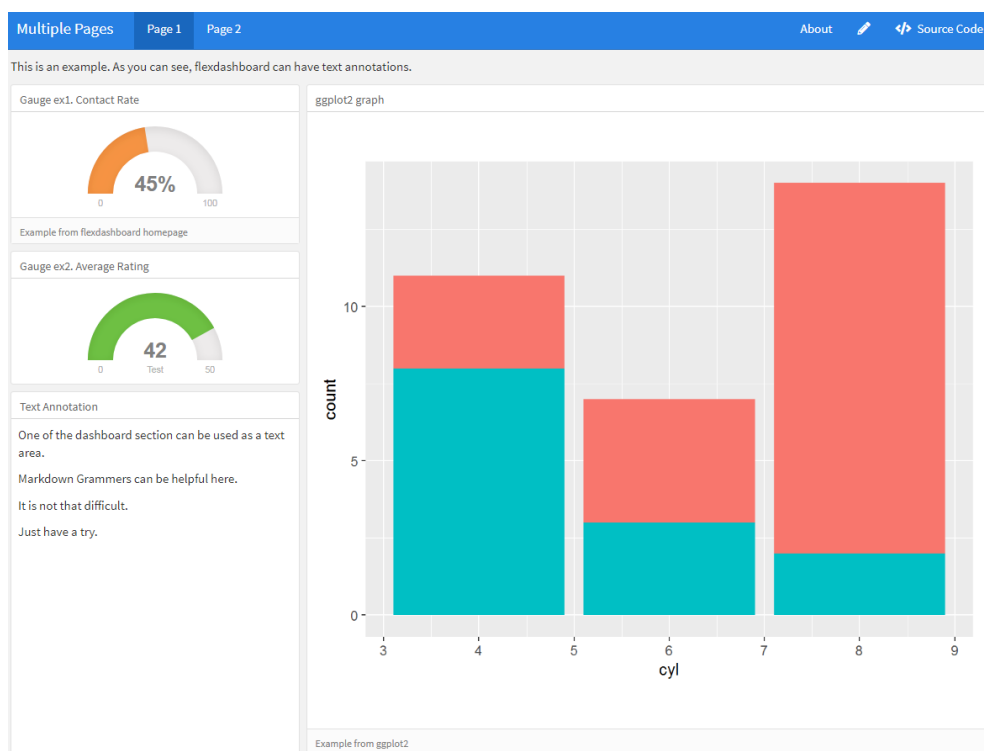 Multiple Pages Page 1 Page 2 About Source Code
This is an example. As you can see, flexdashboard can have text annotations.
Gauge ex1. Contact Rate
45%
0 100
Example from flexdashboard homepage
Gauge ex2. Average Rating
42
0 Test 50
Text Annotation
One of the dashboard section can be used as a text
area.
Markdown Grammers can be helpful here.
It is not that difficult.
Just have a try.
ggplot2 graph
10
5
0
count
3 4 5 6 7 8 9
cyl
Example from ggplot2